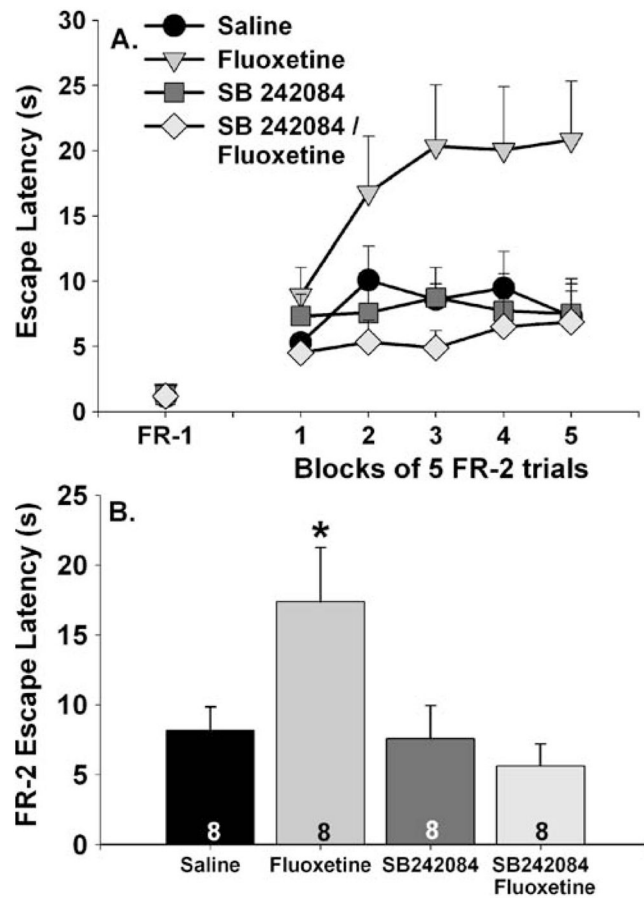 A.
Saline
Fluoxetine
SB 242084
SB 242084 /
Fluoxetine
Escape Latency (s)
30
25
20
15
10
5
0
FR-1 1 2 3 4 5
Blocks of 5 FR-2 trials
B.
FR-2 Escape Latency (s)
25
20
15
10
5
0
*
8 8 8 8
Saline Fluoxetine SB242084 SB242084
Fluoxetine